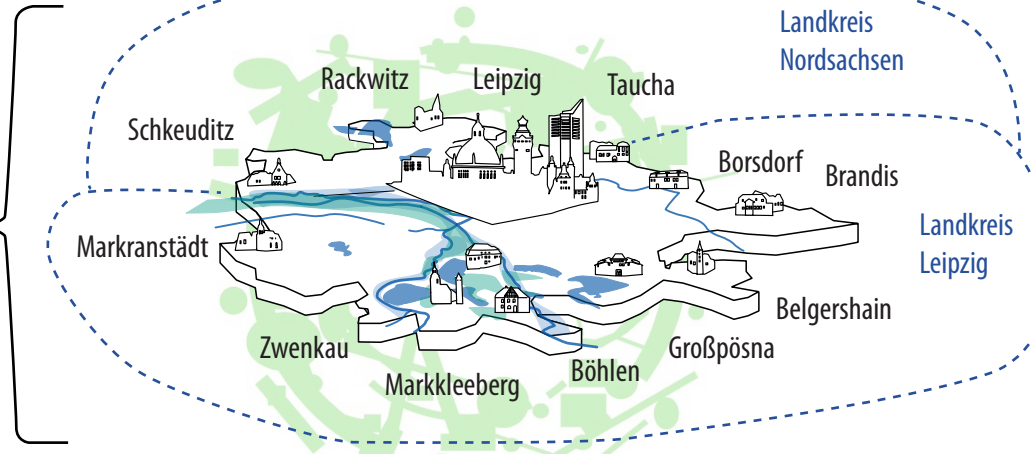 Landkreis
Nordsachsen
Rackwitz
Leipzig
Taucha
Schkeuditz
Borsdorf
Brandis
Markranstädt
Landkreis
Leipzig
Belgershain
Zwenkau
Großpösna
Böhlen
Markkleeberg